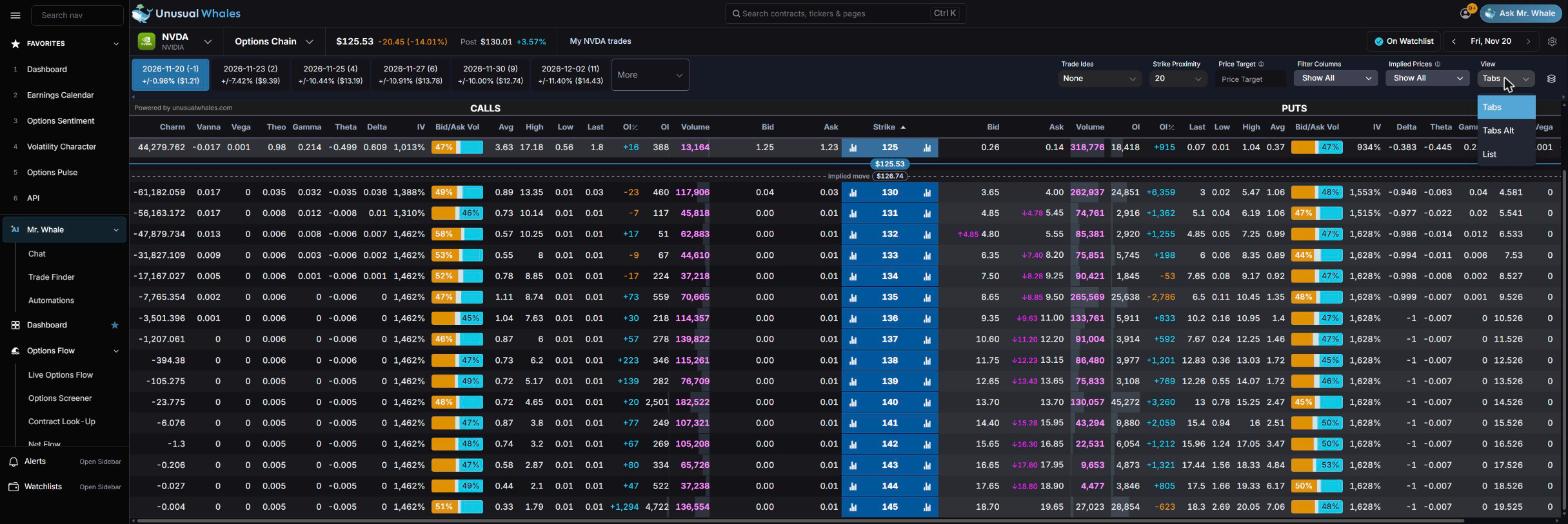 Search nav
Unusual Whales
Search contracts, tickers & pages Ctrl K
9+
Ask Mr. Whale
FAVORITES
1 Dashboard
2 Earnings Calendar
3 Options Sentiment
4 Volatility Character
5 Options Pulse
6 API
AI Mr. Whale
Chat
Trade Finder
Automations
Dashboard
Options Flow
Live Options Flow
Options Screener
Contract Look-Up
Net Flow
Alerts Open Sidebar
Watchlists Open Sidebar
NVDA
NVIDIA
Options Chain
$125.53 -20.45 (-14.01%) Post $130.01 +3.57% My NVDA trades
On Watchlist Fri, Nov 20
2026-11-20 (-1)
+/-0.96% ($1.21)
2026-11-23 (2)
+/-7.42% ($9.39)
2026-11-25 (4)
+/-10.44% ($13.19)
2026-11-27 (6)
+/-10.91% ($13.78)
2026-11-30 (9)
+/-10.00% ($12.74)
2026-12-02 (11)
+/-11.40% ($14.43)
More
Trade Idea
None
Strike Proximity
20
Price Target
Price Target
Filter Columns
Show All
Implied Prices
Show All
View
Tabs
Tabs
Tabs Alt
List
Powered by unusualwhales.com CALLS PUTS
Charm Vanna Vega Theo Gamma Theta Delta IV Bid/Ask Vol Avg High Low Last OI% OI Volume Bid Ask Strike Bid Ask Volume OI OI% Last Low High Avg Bid/Ask Vol IV Delta Theta
44,279.762 -0.017 0.001 0.98 0.214 -0.499 0.609 1,013% 47% 3.63 17.18 0.56 1.8 +16 388 13,164 1.25 1.23 125 0.26 0.14 318,776 18,418 +915 0.07 0.01 1.04 0.37 47% 934% -0.383 -0.445
$125.53
Implied move $126.74
-61,182.059 0.017 0 0.035 0.032 -0.035 0.036 1,388% 49% 0.89 13.35 0.01 0.03 -23 460 117,906 0.04 0.03 130 3.65 4.00 262,937 24,851 +6,359 3 0.02 5.47 1.06 48% 1,553% -0.946 -0.063 0.04 4.581 0
-56,163.172 0.017 0 0.008 0.012 -0.008 0.01 1,310% 46% 0.73 10.14 0.01 0.01 -7 117 45,818 0.00 0.01 131 4.85 ↓4.78 5.45 74,761 2,916 +1,362 5.1 0.04 6.19 1.06 47% 1,515% -0.977 -0.022 0.02 5.541 0
-47,879.734 0.013 0 0.006 0.008 -0.006 0.007 1,462% 58% 0.57 10.25 0.01 0.01 +17 51 62,883 0.00 0.01 132 ↑4.85 4.80 5.55 85,381 2,920 +1,255 4.85 0.05 7.25 0.99 47% 1,628% -0.986 -0.014 0.012 6.533 0
-31,827.109 0.009 0 0.006 0.003 -0.006 0.002 1,462% 53% 0.55 8 0.01 0.01 -9 67 44,610 0.00 0.01 133 6.35 ↓7.40 8.20 75,851 5,745 +198 6 0.06 8.35 0.89 44% 1,628% -0.994 -0.011 0.006 7.53 0
-17,167.027 0.005 0 0.006 0.001 -0.006 0.001 1,462% 52% 0.78 8.85 0.01 0.01 -17 224 37,218 0.00 0.01 134 7.50 ↓8.28 9.25 90,421 1,845 -53 7.65 0.08 9.17 0.92 47% 1,628% -0.998 -0.008 0.002 8.527 0
-7,765.354 0.002 0 0.006 0 -0.006 0 1,462% 47% 1.11 8.74 0.01 0.01 +73 559 70,665 0.00 0.01 135 8.65 ↓8.85 9.50 265,569 25,638 -2,786 6.5 0.11 10.45 1.35 48% 1,628% -0.999 -0.007 0.001 9.526 0
-3,501.396 0.001 0 0.006 0 -0.006 0 1,462% 45% 1.04 7.63 0.01 0.01 +30 218 114,357 0.00 0.01 136 9.35 ↓9.63 11.00 133,761 5,911 +833 10.2 0.16 10.95 1.4 47% 1,628% -1 -0.007 0 10.526 0
-1,207.061 0 0 0.006 0 -0.006 0 1,462% 46% 0.87 6 0.01 0.01 +57 278 139,822 0.00 0.01 137 10.60 ↓11.20 12.20 91,004 3,914 +592 7.67 0.24 12.25 1.46 47% 1,628% -1 -0.007 0 11.526 0
-394.38 0 0 0.006 0 -0.006 0 1,462% 47% 0.73 6.2 0.01 0.01 +223 346 115,261 0.00 0.01 138 11.75 ↓12.23 13.15 86,480 3,977 +1,201 12.83 0.36 13.03 1.72 45% 1,628% -1 -0.007 0 12.526 0
-105.275 0 0 0.005 0 -0.005 0 1,462% 49% 0.72 5.17 0.01 0.01 +139 282 76,709 0.00 0.01 139 12.65 ↓13.43 13.65 75,833 3,108 +769 12.26 0.55 14.07 1.72 46% 1,628% -1 -0.007 0 13.526 0
-23.775 0 0 0.005 0 -0.005 0 1,462% 46% 0.72 4.65 0.01 0.01 +20 2,501 182,522 0.00 0.01 140 13.70 13.70 130,057 45,272 +3,260 13 0.78 15.25 2.47 45% 1,628% -1 -0.007 0 14.526 0
-6.076 0 0 0.005 0 -0.005 0 1,462% 47% 0.87 3.8 0.01 0.01 +77 249 107,321 0.00 0.01 141 14.40 ↓15.28 15.95 43,294 9,880 +2,059 15.4 0.94 16 2.51 50% 1,628% -1 -0.007 0 15.526 0
-1.3 0 0 0.005 0 -0.005 0 1,462% 48% 0.74 3.2 0.01 0.01 +67 269 105,208 0.00 0.01 142 15.65 ↓16.30 16.85 22,531 6,054 +1,212 15.96 1.24 17.05 3.47 50% 1,628% -1 -0.007 0 16.526 0
-0.206 0 0 0.005 0 -0.005 0 1,462% 47% 0.58 2.87 0.01 0.01 +80 334 65,726 0.00 0.01 143 16.65 ↓17.80 17.95 9,653 4,873 +1,321 17.44 1.56 18.33 4.84 53% 1,628% -1 -0.007 0 17.526 0
-0.027 0 0 0.005 0 -0.005 0 1,462% 49% 0.44 2.1 0.01 0.01 +47 522 37,238 0.00 0.01 144 17.65 ↓18.80 18.90 4,477 3,846 +805 17.5 1.66 19.33 6.17 50% 1,628% -1 -0.007 0 18.526 0
-0.004 0 0 0.005 0 -0.005 0 1,462% 51% 0.33 1.79 0.01 0.01 +1,294 4,722 136,554 0.00 0.01 145 18.70 19.65 27,023 28,854 -623 18.3 2.69 20.05 7.06 48% 1,628% -1 -0.007 0 19.526 0